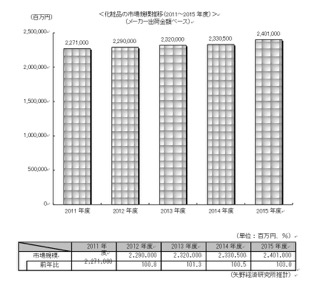 (百万円)
＜化粧品の市場規模推移(2011～2015年度)＞
(メーカー出荷金額ベース)
2,500,000
2,000,000
1,500,000
1,000,000
500,000
0
2,271,000 2,290,000 2,320,000 2,330,500 2,401,000
2011年度 2012年度 2013年度 2014年度 2015年度
(単位：百万円、％)
2011年度 2012年度 2013年度 2014年度 2015年度
市場規模 2,271,000 2,290,000 2,320,000 2,330,500 2,401,000
前年比 100.8 101.3 100.5 103.0
(矢野経済研究所推計)